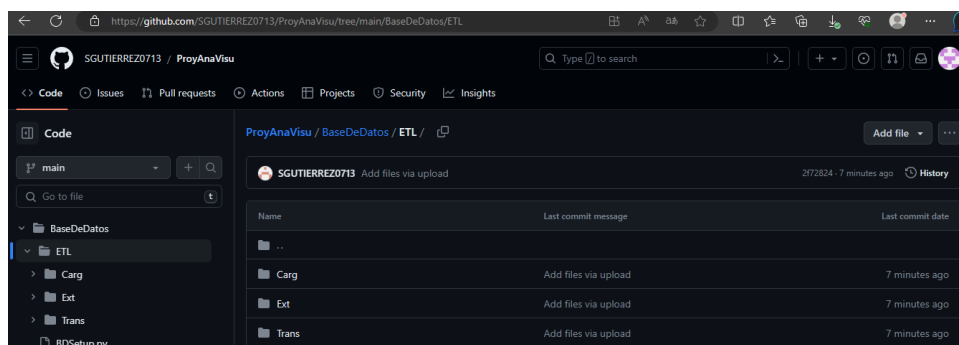 https://github.com/SGUTIERREZ0713/ProyAnaVisu/tree/main/BaseDeDatos/ETL
SGUTIERREZ0713 / ProyAnaVisu
Type / to search
Code Issues Pull requests Actions Projects Security Insights
Code
main
Go to file t
BaseDeDatos
ETL
Carg
Ext
Trans
BDSetup.py
ProyAnaVisu / BaseDeDatos / ETL /
Add file
SGUTIERREZ0713 Add files via upload 2f72824 · 7 minutes ago History
Name Last commit message Last commit date
..
Carg Add files via upload 7 minutes ago
Ext Add files via upload 7 minutes ago
Trans Add files via upload 7 minutes ago